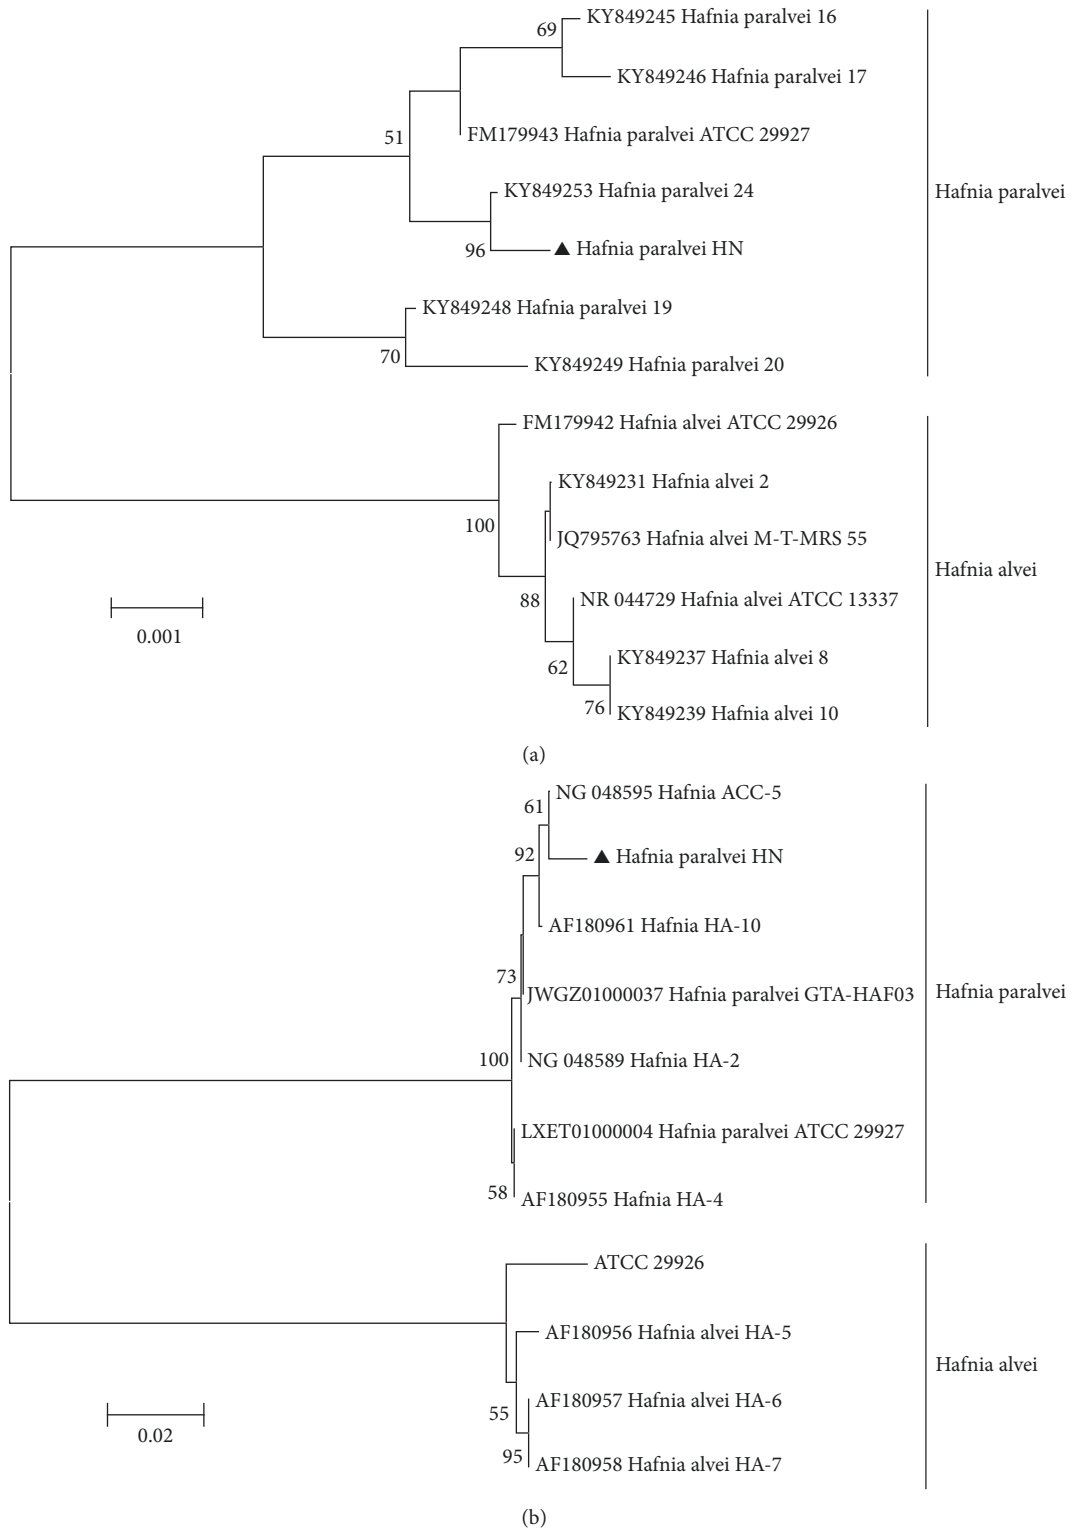 KY849245 Hafnia paralvei 16
69
KY849246 Hafnia paralvei 17
51
FM179943 Hafnia paralvei ATCC 29927
KY849253 Hafnia paralvei 24
Hafnia paralvei
96
▲ Hafnia paralvei HN
KY849248 Hafnia paralvei 19
70
KY849249 Hafnia paralvei 20
FM179942 Hafnia alvei ATCC 29926
KY849231 Hafnia alvei 2
100
JQ795763 Hafnia alvei M-T-MRS 55
Hafnia alvei
88
NR 044729 Hafnia alvei ATCC 13337
0.001
62
KY849237 Hafnia alvei 8
76
KY849239 Hafnia alvei 10
(a)
NG 048595 Hafnia ACC-5
61
92
▲ Hafnia paralvei HN
AF180961 Hafnia HA-10
73
JWGZ01000037 Hafnia paralvei GTA-HAF03
Hafnia paralvei
100
NG 048589 Hafnia HA-2
LXET01000004 Hafnia paralvei ATCC 29927
58
AF180955 Hafnia HA-4
ATCC 29926
AF180956 Hafnia alvei HA-5
Hafnia alvei
AF180957 Hafnia alvei HA-6
55
0.02
95
AF180958 Hafnia alvei HA-7
(b)